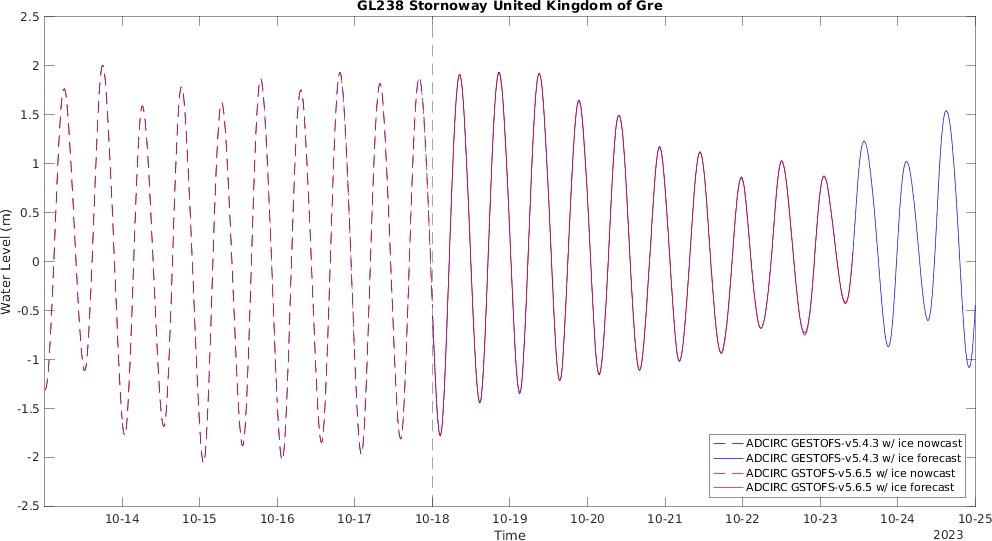 GL238 Stornoway United Kingdom of Gre
Water Level (m)
2.5
2
1.5
1
0.5
0
-0.5
-1
-1.5
-2
-2.5
ADCIRC GESTOFS-v5.4.3 w/ ice nowcast
ADCIRC GESTOFS-v5.4.3 w/ ice forecast
ADCIRC GSTOFS-v5.6.5 w/ ice nowcast
ADCIRC GSTOFS-v5.6.5 w/ ice forecast
10-14 10-15 10-16 10-17 10-18 10-19 10-20 10-21 10-22 10-23 10-24 10-25
Time
2023